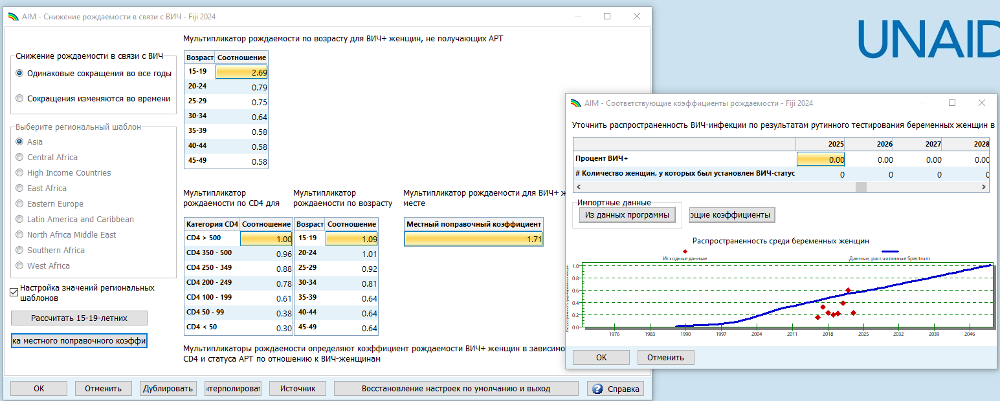 AIM - Снижение рождаемости в связи с ВИЧ - Fiji 2024
Снижение рождаемости в связи с ВИЧ
Одинаковые сокращения во все годы
Сокращения изменяются во времени
Выберите региональный шаблон
Asia
Central Africa
High Income Countries
East Africa
Eastern Europe
Latin America and Caribbean
North Africa Middle East
Southern Africa
West Africa
Настройка значений региональных
шаблонов
Рассчитать 15-19-летних
ка местного поправочного коэффи
Мультипликатор рождаемости по возрасту для ВИЧ+ женщин, не получающих АРТ
Возраст Соотношение
15-19 2.69
20-24 0.79
25-29 0.75
30-34 0.64
35-39 0.58
40-44 0.58
45-49 0.58
Мультипликатор
рождаемости по CD4 для
Категория CD4 Соотношение
CD4 > 500 1.00
CD4 350 - 500 0.96
CD4 250 - 349 0.88
CD4 200 - 249 0.78
CD4 100 - 199 0.61
CD4 50 - 99 0.38
CD4 < 50 0.30
Мультипликатор
рождаемости по возрасту
Возраст Соотношение
15-19 1.09
20-24 1.01
25-29 0.92
30-34 0.81
35-39 0.64
40-44 0.64
45-49 0.64
Мультипликатор рождаемости для ВИЧ+ ж
месте
Местный поправочный коэффициент
1.71
Мультипликаторы рождаемости определяют коэффициент рождаемости ВИЧ+ женщин в зависимо
CD4 и статуса АРТ по отношению к ВИЧ-женщинам
ОК
Отменить
Дублировать
нтерполироват
Источник
Восстановление настроек по умолчанию и выход
Справка
UNAID
AIM - Соответствующие коэффициенты рождаемости - Fiji 2024
Уточнить распространенность ВИЧ-инфекции по результатам рутинного тестирования беременных женщин в
2025 2026 2027 2028
Процент ВИЧ+ 0.00 0.00 0.00 0.00
# Количество женщин, у которых был установлен ВИЧ-статус 0 0 0 0
Импортные данные
Из данных программы
ощие коэффициенты
Распространенность среди беременных женщин
Исходные данные
Данные, рассчитанные Spectrum
Распространенность среди беременных женщин
1.0
0.8
0.6
0.4
0.2
0.0
1976 1983 1990 1997 2004 2011 2018 2025 2032 2039 2046
ОК
Отменить